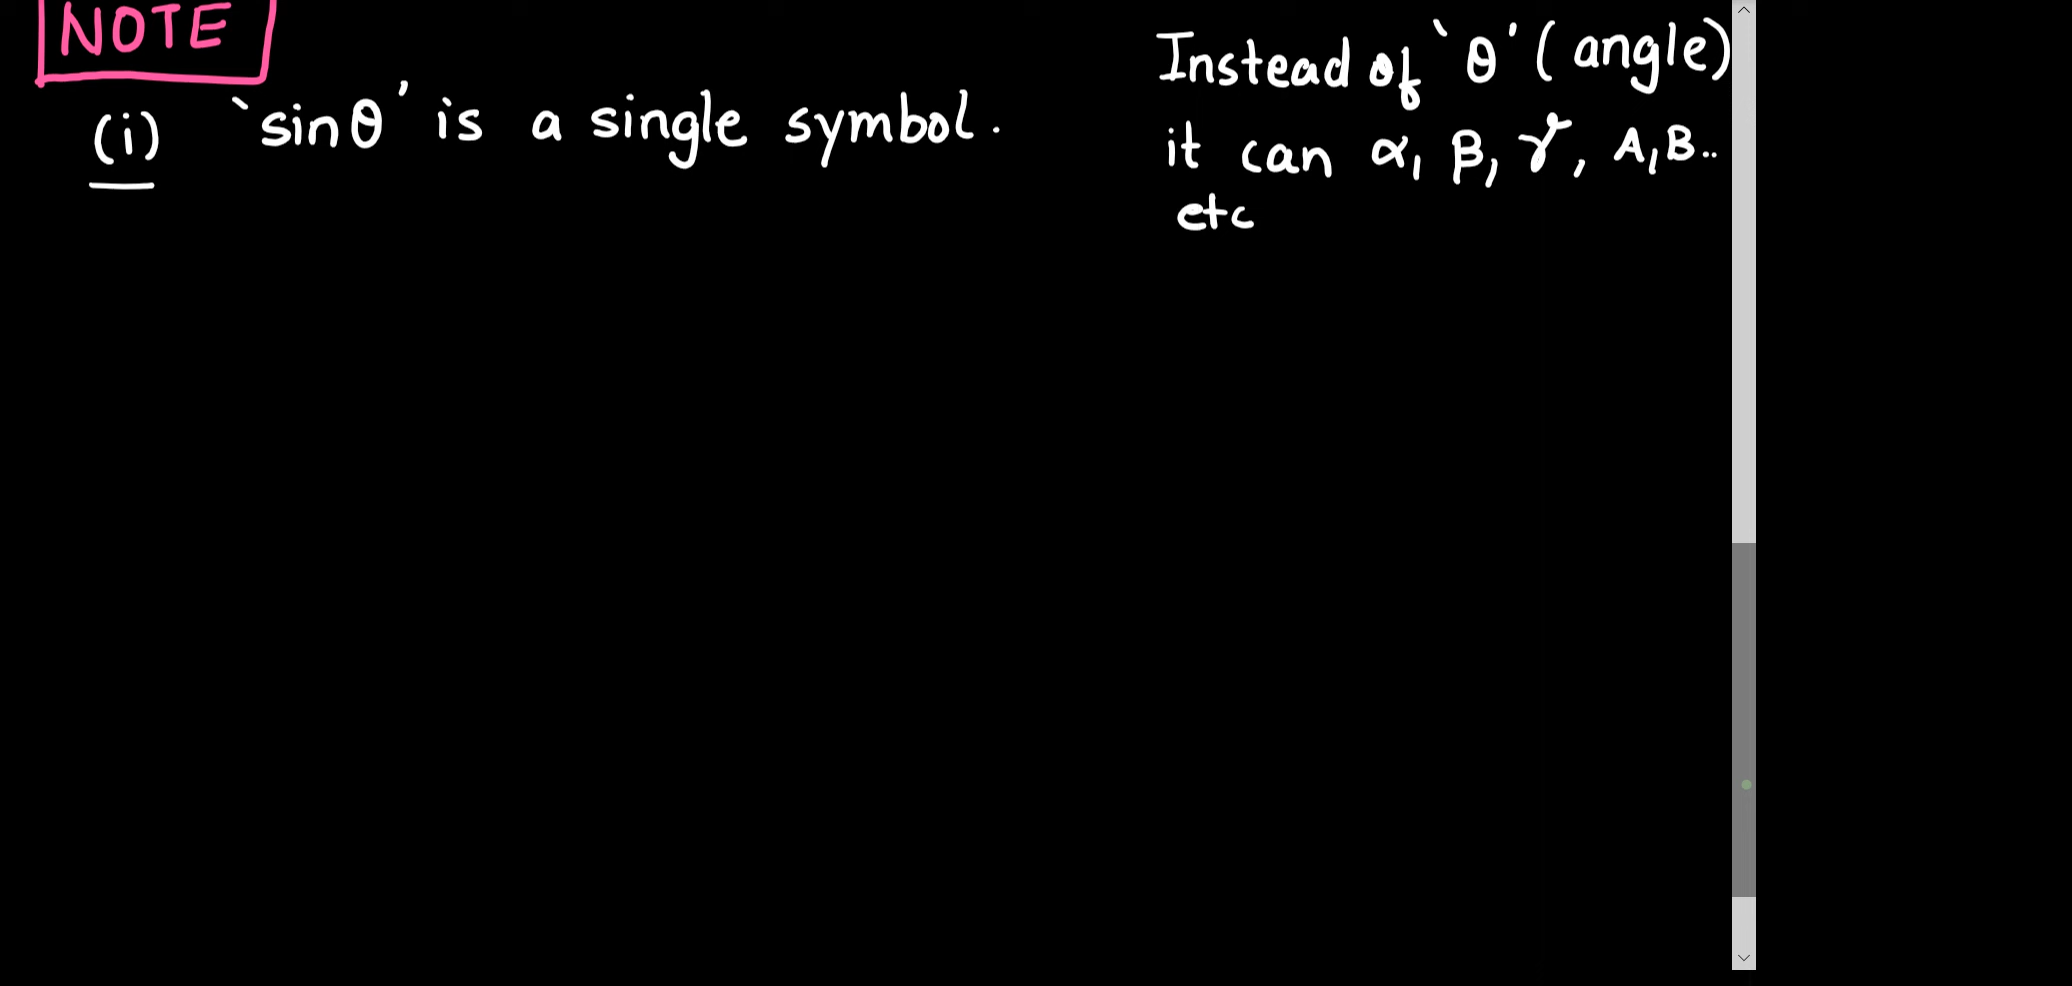 NOTE
(i) `sinθ' is a single symbol.
Instead of `θ' (angle)
it can α, β, γ, A, B..
etc